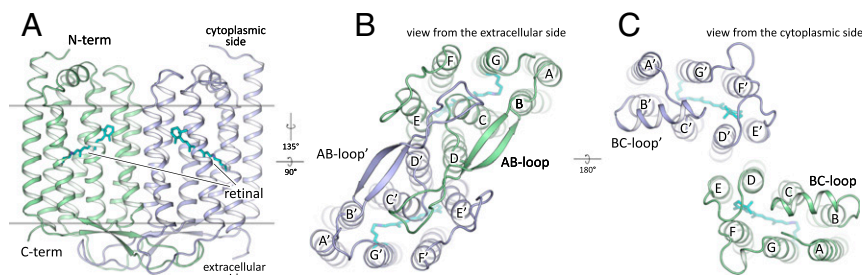 A
N-term
cytoplasmic
side
retinal
C-term
extracellular
135°
90°
B
view from the extracellular side
F
G
A
B
E
C
AB-loop'
D'
D
AB-loop
C'
B'
E'
A'
G'
F'
180°
C
view from the cytoplasmic side
A'
G'
F'
B'
C'
D'
E'
BC-loop'
BC-loop
E
D
C
B
F
G
A